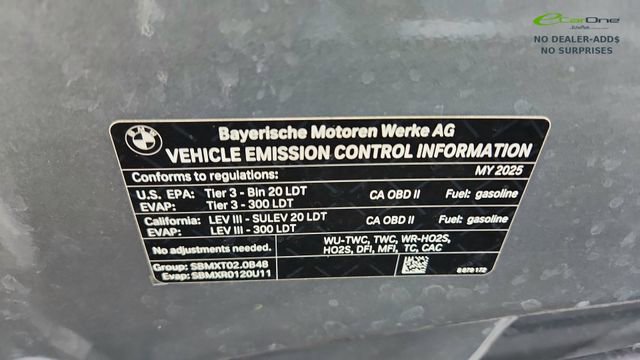 eCarOne
NO DEALER-ADD$
NO SURPRISES
BMW
Bayerische Motoren Werke AG
VEHICLE EMISSION CONTROL INFORMATION
Conforms to regulations: MY 2025
U.S. EPA: Tier 3 - Bin 20 LDT CA OBD II Fuel: gasoline
EVAP: Tier 3 - 300 LDT
California: LEV III - SULEV 20 LDT CA OBD II Fuel: gasoline
EVAP: LEV III - 300 LDT
No adjustments needed. WU-TWC, TWC, WR-HO2S,
HO2S, DFI, MFI, TC, CAC
Group: SBMXT02.0B48
Evap: SBMXR0120U11